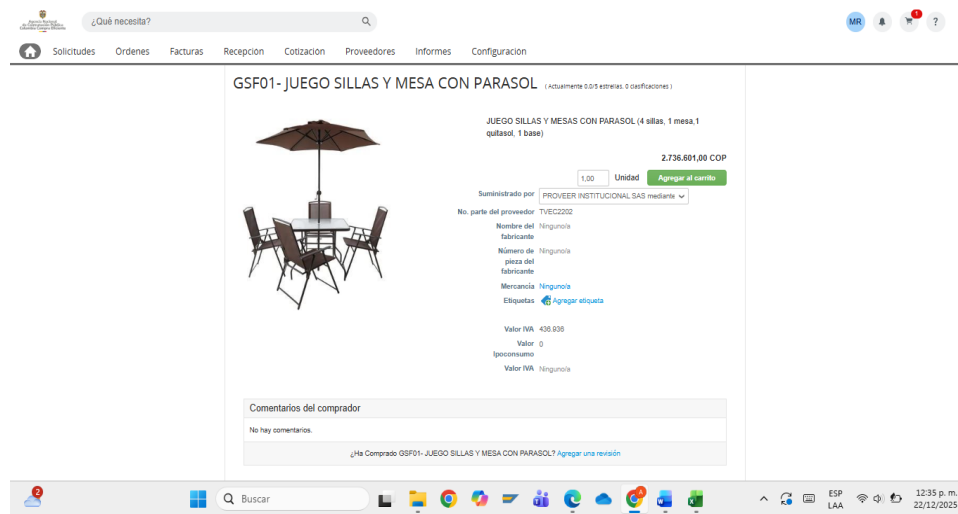 ¿Qué necesita?
MR
1
?
Solicitudes Ordenes Facturas Recepcion Cotizacion Proveedores Informes Configuracion
GSF01- JUEGO SILLAS Y MESA CON PARASOL ( Actualmente 0.0/5 estrellas. 0 clasificaciones )
JUEGO SILLAS Y MESAS CON PARASOL (4 sillas, 1 mesa,1
quitasol, 1 base)
2.736.601,00 COP
1,00 Unidad Agregar al carrito
Suministrado por PROVEER INSTITUCIONAL SAS mediante
No. parte del proveedor TVEC2202
Nombre del Ninguno/a
fabricante
Número de Ninguno/a
pieza del
fabricante
Mercancía Ninguno/a
Etiquetas Agregar etiqueta
Valor IVA 436.936
Valor 0
Ipoconsumo
Valor IVA Ninguno/a
Comentarios del comprador
No hay comentarios.
¿Ha Comprado GSF01- JUEGO SILLAS Y MESA CON PARASOL? Agregar una revisión
2
Buscar
ESP
LAA
12:35 p. m.
22/12/2025